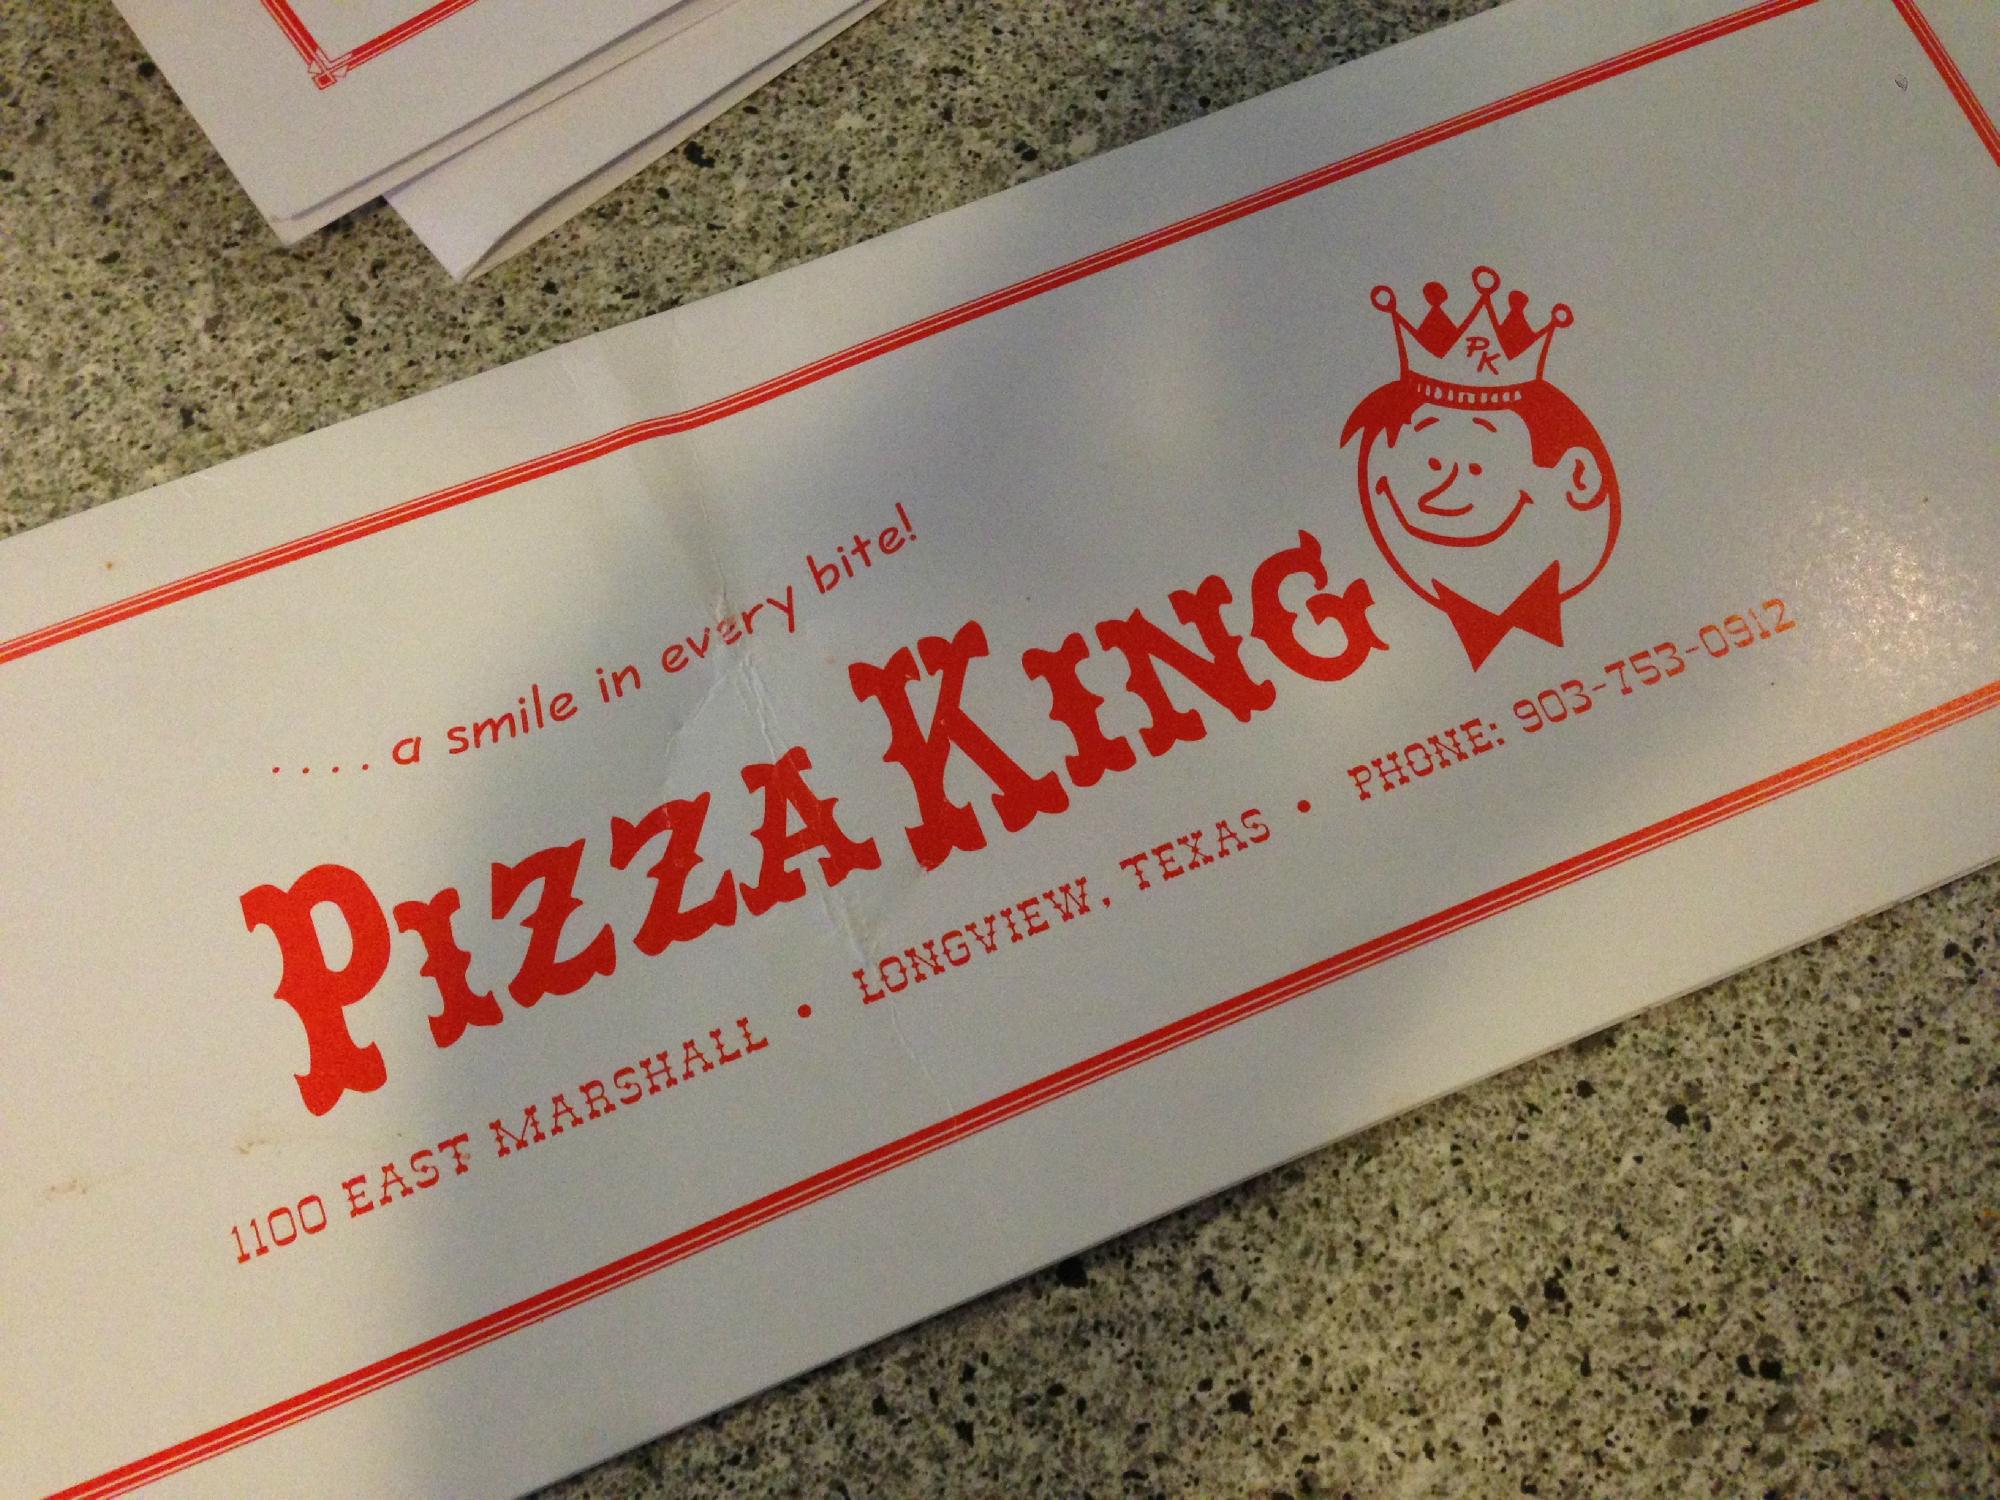 ....a smile in every bite!
PIZZA KING
PK
1100 EAST MARSHALL • LONGVIEW, TEXAS • PHONE: 903-753-0912